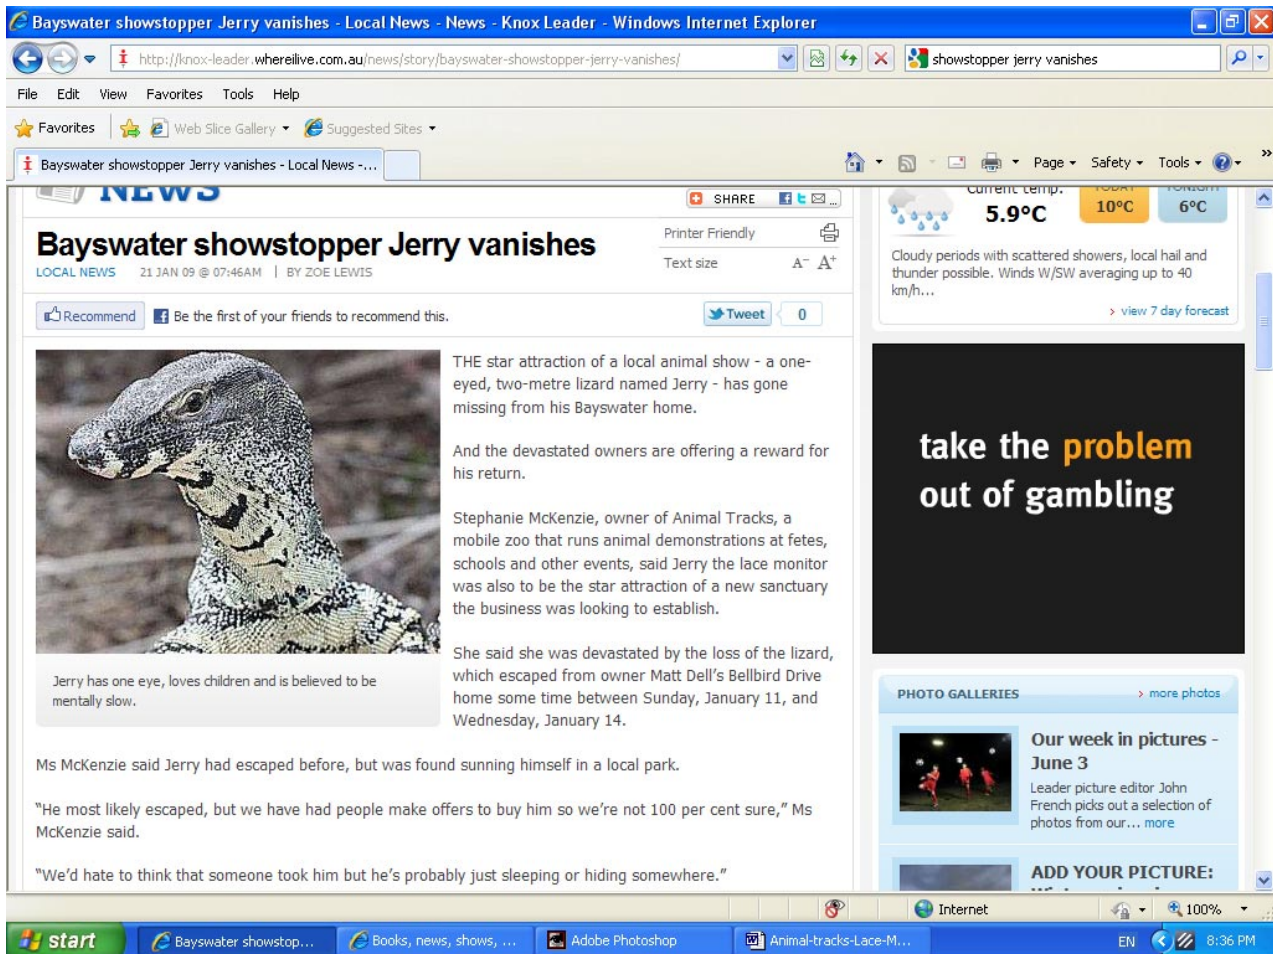 Bayswater showstopper Jerry vanishes - Local News - News - Knox Leader - Windows Internet Explorer
http://knox-leader.whereilive.com.au/news/story/bayswater-showstopper-jerry-vanishes/
showstopper jerry vanishes
File Edit View Favorites Tools Help
Favorites Web Slice Gallery Suggested Sites
Bayswater showstopper Jerry vanishes - Local News -...
Page Safety Tools
NEWS
SHARE
Bayswater showstopper Jerry vanishes
LOCAL NEWS 21 JAN 09 @ 07:46AM | BY ZOE LEWIS
Printer Friendly
Text size A- A+
Recommend Be the first of your friends to recommend this.
Tweet 0
THE star attraction of a local animal show - a one-
eyed, two-metre lizard named Jerry - has gone
missing from his Bayswater home.
And the devastated owners are offering a reward for
his return.
Stephanie McKenzie, owner of Animal Tracks, a
mobile zoo that runs animal demonstrations at fetes,
schools and other events, said Jerry the lace monitor
was also to be the star attraction of a new sanctuary
the business was looking to establish.
She said she was devastated by the loss of the lizard,
which escaped from owner Matt Dell's Bellbird Drive
home some time between Sunday, January 11, and
Wednesday, January 14.
Jerry has one eye, loves children and is believed to be
mentally slow.
Ms McKenzie said Jerry had escaped before, but was found sunning himself in a local park.
"He most likely escaped, but we have had people make offers to buy him so we're not 100 per cent sure," Ms
McKenzie said.
"We'd hate to think that someone took him but he's probably just sleeping or hiding somewhere."
Current temp:
5.9°C
TODAY
10°C
TONIGHT
6°C
Cloudy periods with scattered showers, local hail and
thunder possible. Winds W/SW averaging up to 40
km/h...
› view 7 day forecast
take the problem
out of gambling
PHOTO GALLERIES › more photos
Our week in pictures -
June 3
Leader picture editor John
French picks out a selection of
photos from our... more
ADD YOUR PICTURE:
Internet 100%
start Bayswater showstop... Books, news, shows, ... Adobe Photoshop Animal-tracks-Lace-M... EN 8:36 PM